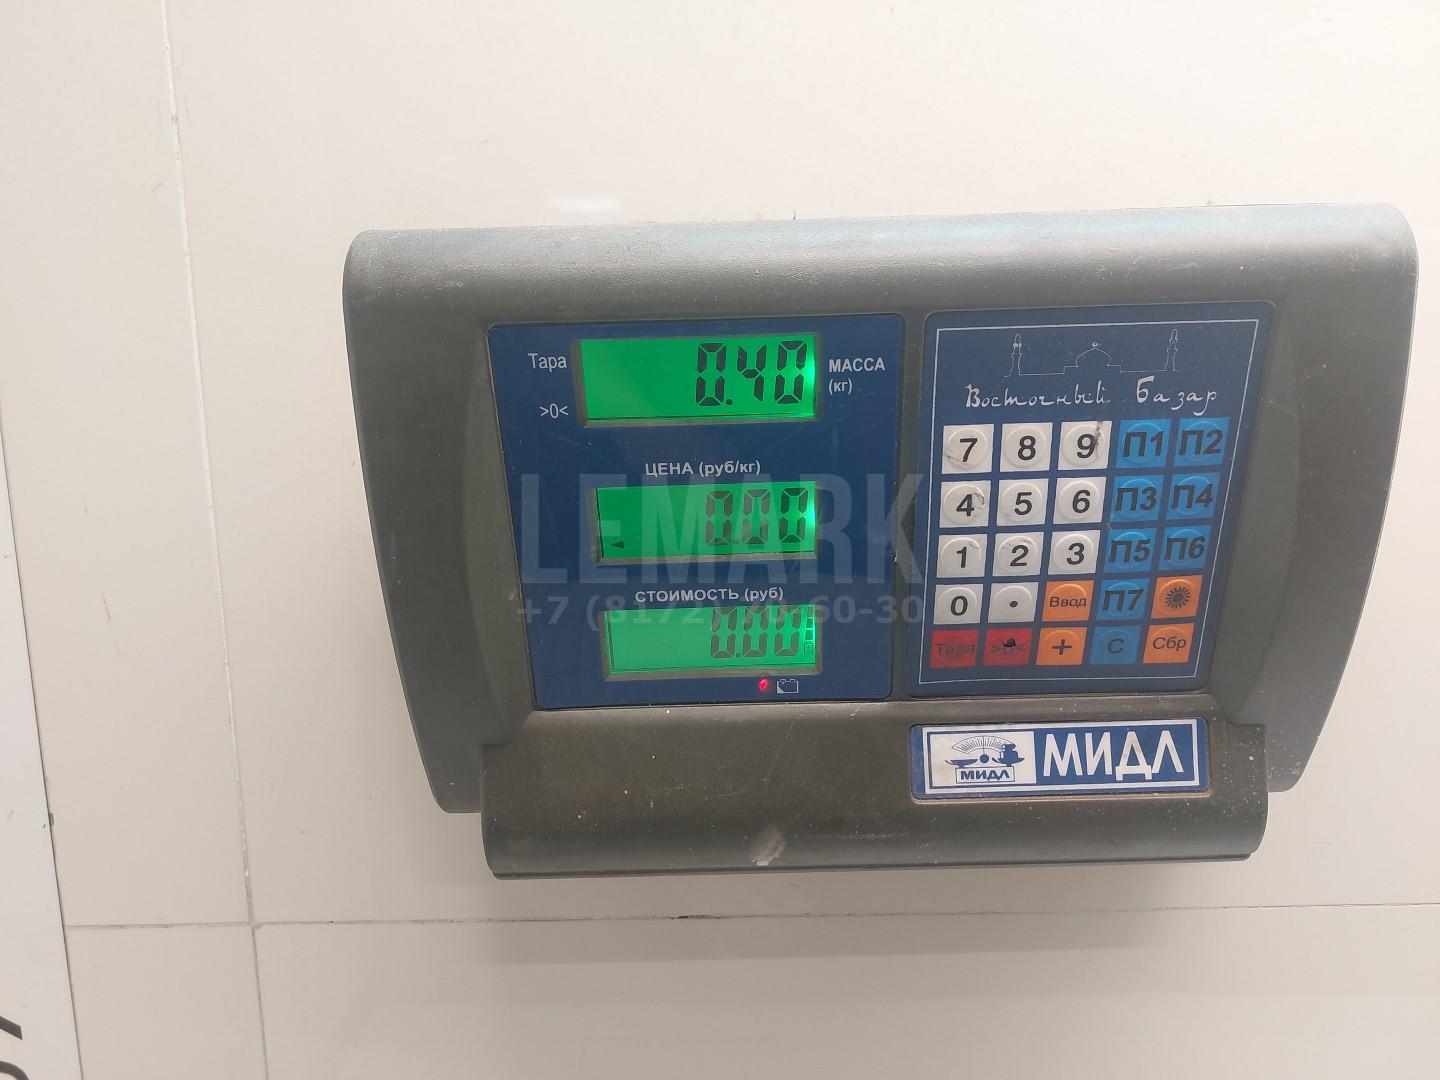 Тара
0.40
МАССА
(кг)
>0<
ЦЕНА (руб/кг)
0.00
СТОИМОСТЬ (руб)
0.00
Восточный Базар
7 8 9 П1 П2
4 5 6 П3 П4
1 2 3 П5 П6
0 . Ввод П7
Тара >0< + С Сбр
МИДЛ
МИДЛ
LEMARK